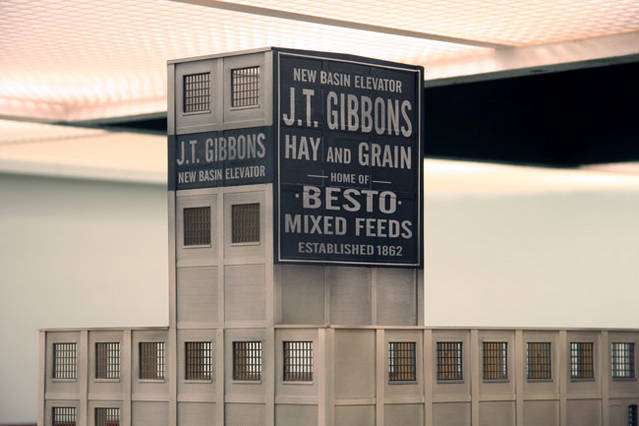 J.T. GIBBONS
NEW BASIN ELEVATOR
NEW BASIN ELEVATOR
J.T. GIBBONS
HAY AND GRAIN
HOME OF
·BESTO·
MIXED FEEDS
ESTABLISHED 1862